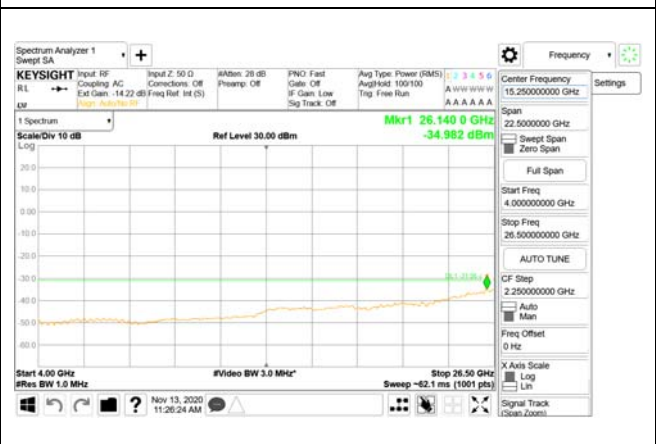 Spectrum Analyzer 1
Swept SA
Frequency
KEYSIGHT
RL
Input: RF
Coupling: AC
Ext Gain: -14.22 dB
Align: Auto/No RF
Input Z: 50 Ω
Corrections: Off
Freq Ref: Int (S)
#Atten: 28 dB
Preamp: Off
PNO: Fast
Gate: Off
IF Gain: Low
Sig Track: Off
Avg Type: Power (RMS)
Avg|Hold: 100/100
Trig: Free Run
1 2 3 4 5 6
A W W W W W
A A A A A A
Center Frequency
15.250000000 GHz
Settings
Span
22.5000000 GHz
Swept Span
Zero Span
Full Span
Start Freq
4.000000000 GHz
Stop Freq
26.500000000 GHz
AUTO TUNE
CF Step
2.250000000 GHz
Auto
Man
Freq Offset
0 Hz
X Axis Scale
Log
Lin
Signal Track
(Span Zoom)
1 Spectrum
Scale/Div 10 dB
Log
Ref Level 30.00 dBm
Mkr1 26.140 0 GHz
-34.982 dBm
20.0
10.0
0.00
-10.0
-20.0
-30.0
-40.0
-50.0
-60.0
Start 4.00 GHz
#Res BW 1.0 MHz
#Video BW 3.0 MHz*
Stop 26.50 GHz
Sweep ~62.1 ms (1001 pts)
Nov 13, 2020
11:26:24 AM